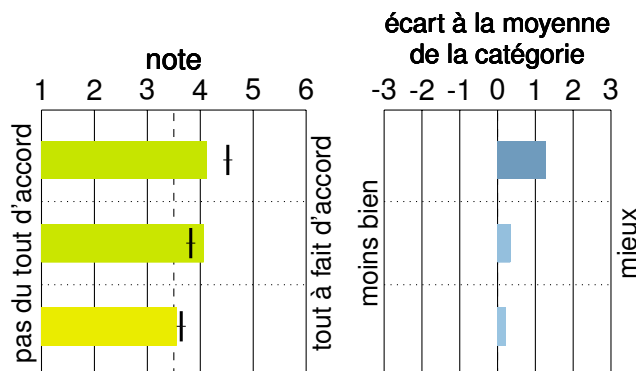 note
1 2 3 4 5 6
pas du tout d'accord
tout à fait d'accord
écart à la moyenne
de la catégorie
-3 -2 -1 0 1 2 3
moins bien
mieux